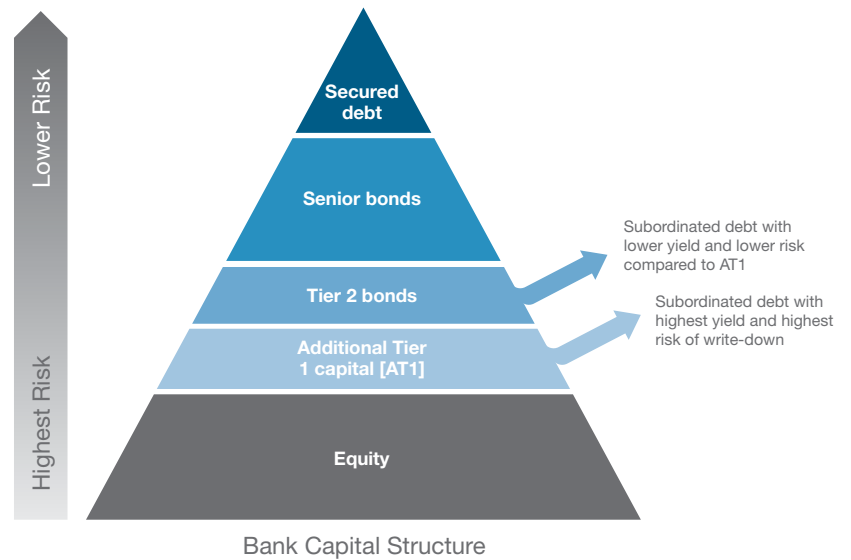 Lower Risk
Highest Risk
Secured
debt
Senior bonds
Tier 2 bonds
Additional Tier
1 capital [AT1]
Equity
Subordinated debt with
lower yield and lower risk
compared to AT1
Subordinated debt with
highest yield and highest
risk of write-down
Bank Capital Structure